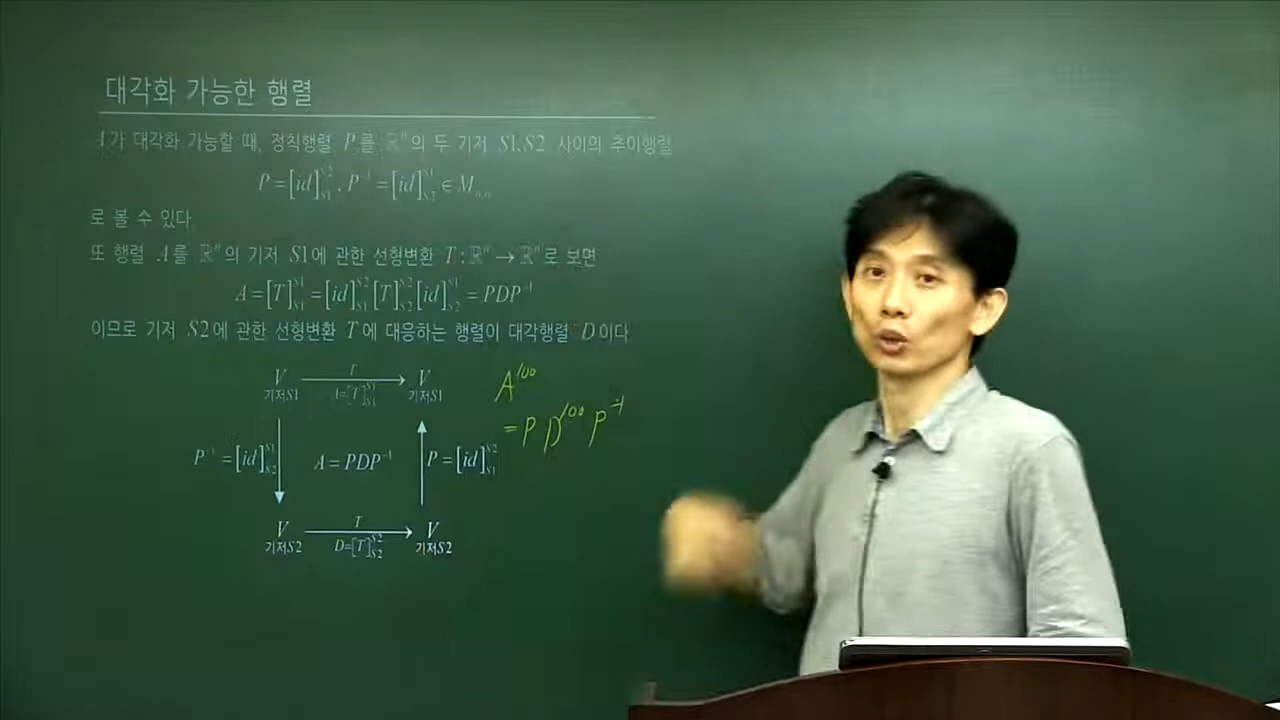 대각화 가능한 행렬
A가 대각화 가능할 때, 정칙행렬 P를 ℝⁿ의 두 기저 S1,S2 사이의 추이행렬
P=[id]_{S1}^{S2}, P⁻¹=[id]_{S2}^{S1}∈M_{n,n}
로 볼 수 있다
또 행렬 A를 ℝⁿ의 기저 S1에 관한 선형변환 T:ℝⁿ→ℝⁿ로 보면
A=[T]_{S1}^{S1}=[id]_{S1}^{S2}[T]_{S2}^{S2}[id]_{S2}^{S1}=PDP⁻¹
이므로 기저 S2에 관한 선형변환 T에 대응하는 행렬이 대각행렬 D이다
T
V V
기저S1 A=[T]_{S1}^{S1} 기저S1
A¹⁰⁰
=P D¹⁰⁰ P⁻¹
P⁻¹=[id]_{S2}^{S1} A=PDP⁻¹ P=[id]_{S1}^{S2}
T
V V
기저S2 D=[T]_{S2}^{S2} 기저S2